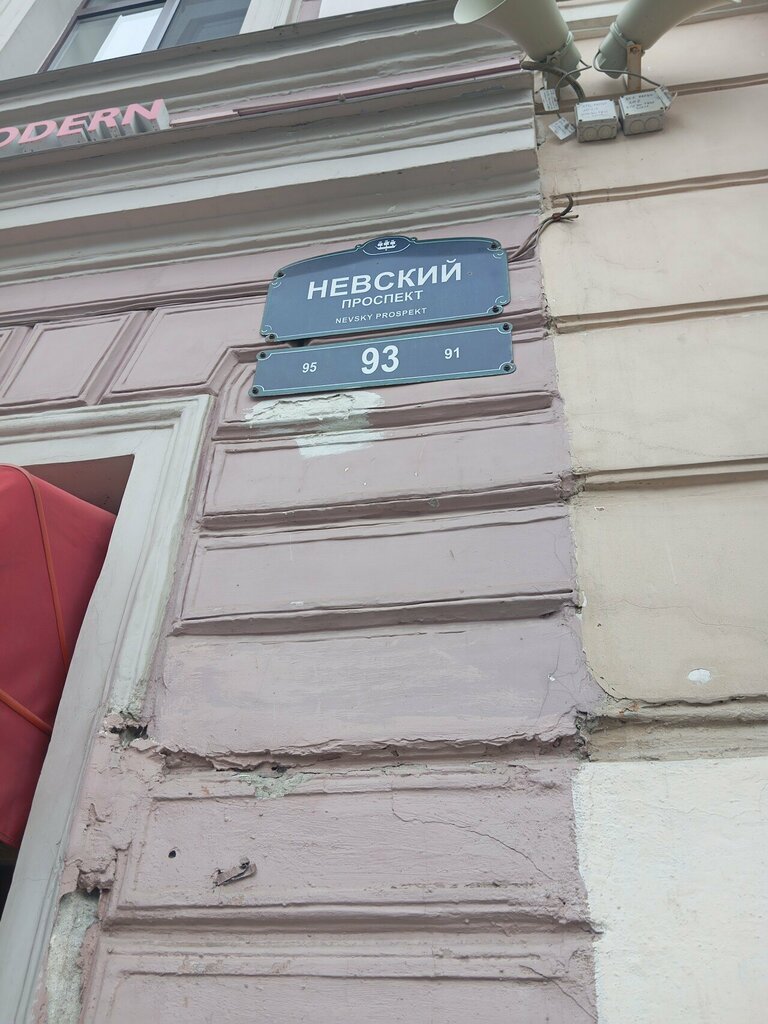 ODERN
НЕВСКИЙ
ПРОСПЕКТ
NEVSKY PROSPEKT
95 93 91